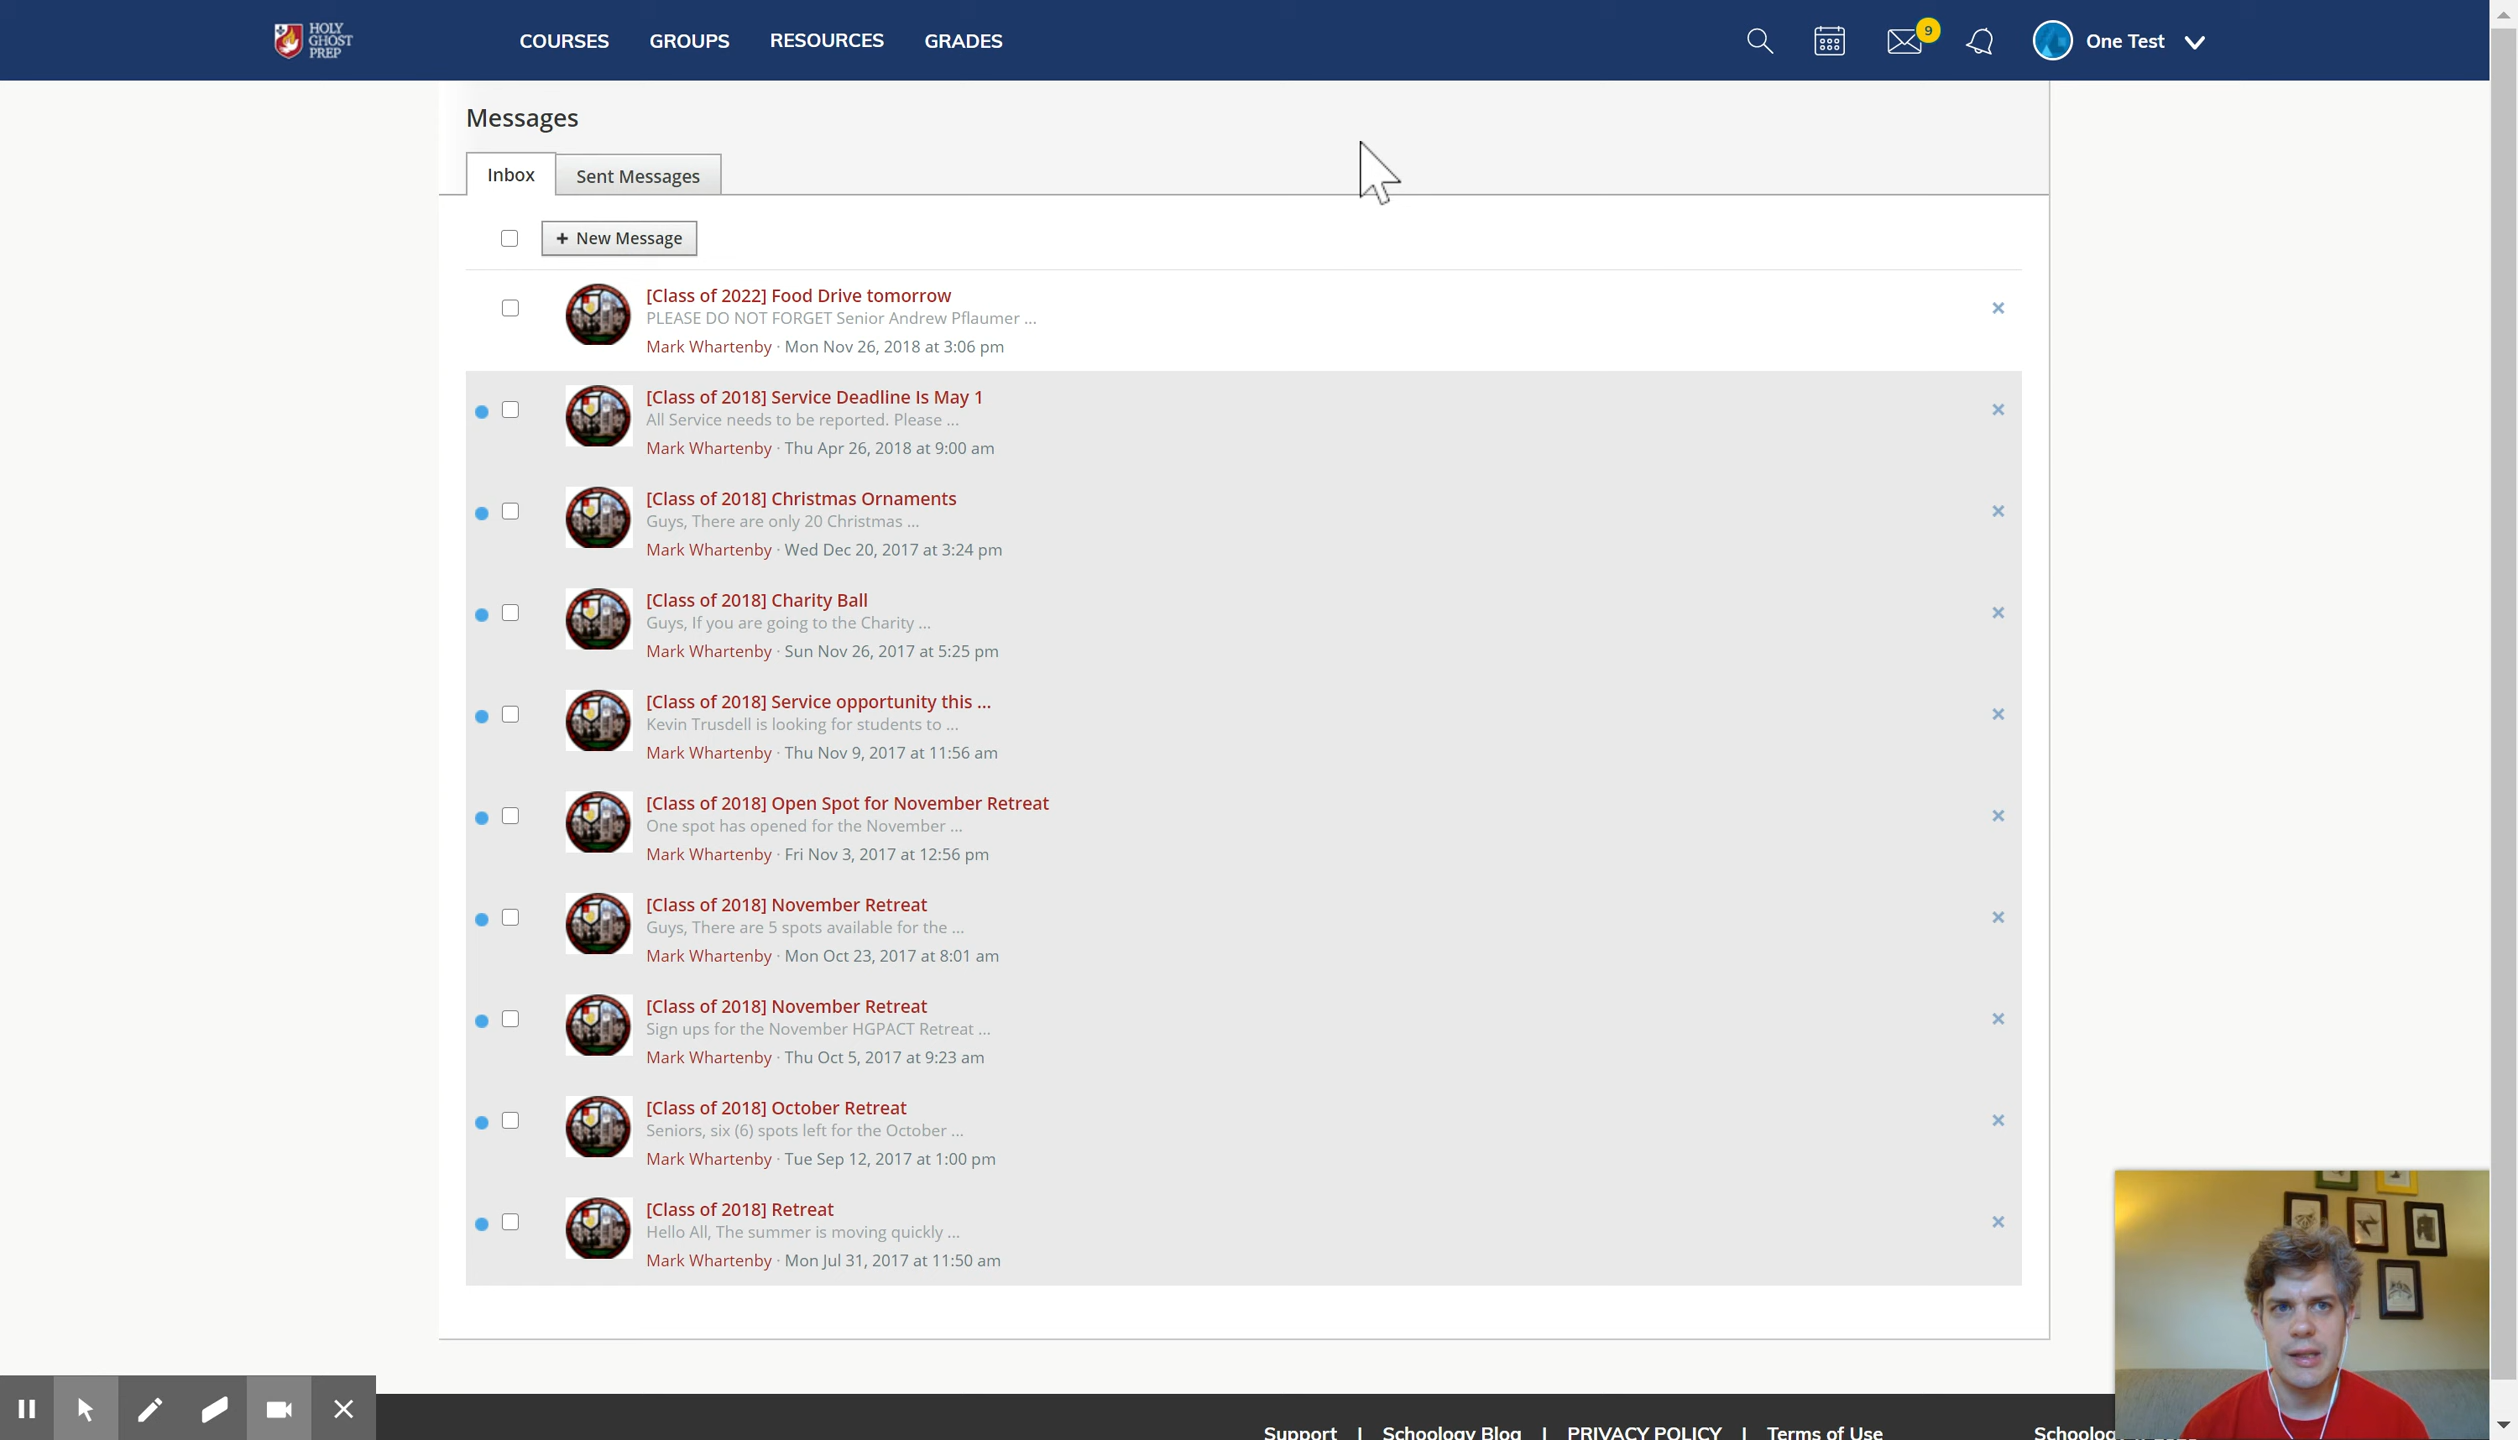 HOLY
GHOST
PREP
COURSES GROUPS RESOURCES GRADES
9
One Test
Messages
Inbox Sent Messages
+ New Message
[Class of 2022] Food Drive tomorrow
PLEASE DO NOT FORGET Senior Andrew Pflaumer ...
Mark Whartenby · Mon Nov 26, 2018 at 3:06 pm
[Class of 2018] Service Deadline Is May 1
All Service needs to be reported. Please ...
Mark Whartenby · Thu Apr 26, 2018 at 9:00 am
[Class of 2018] Christmas Ornaments
Guys, There are only 20 Christmas ...
Mark Whartenby · Wed Dec 20, 2017 at 3:24 pm
[Class of 2018] Charity Ball
Guys, If you are going to the Charity ...
Mark Whartenby · Sun Nov 26, 2017 at 5:25 pm
[Class of 2018] Service opportunity this ...
Kevin Trusdell is looking for students to ...
Mark Whartenby · Thu Nov 9, 2017 at 11:56 am
[Class of 2018] Open Spot for November Retreat
One spot has opened for the November ...
Mark Whartenby · Fri Nov 3, 2017 at 12:56 pm
[Class of 2018] November Retreat
Guys, There are 5 spots available for the ...
Mark Whartenby · Mon Oct 23, 2017 at 8:01 am
[Class of 2018] November Retreat
Sign ups for the November HGPACT Retreat ...
Mark Whartenby · Thu Oct 5, 2017 at 9:23 am
[Class of 2018] October Retreat
Seniors, six (6) spots left for the October ...
Mark Whartenby · Tue Sep 12, 2017 at 1:00 pm
[Class of 2018] Retreat
Hello All, The summer is moving quickly ...
Mark Whartenby · Mon Jul 31, 2017 at 11:50 am
Support | Schoology Blog | PRIVACY POLICY | Terms of Use